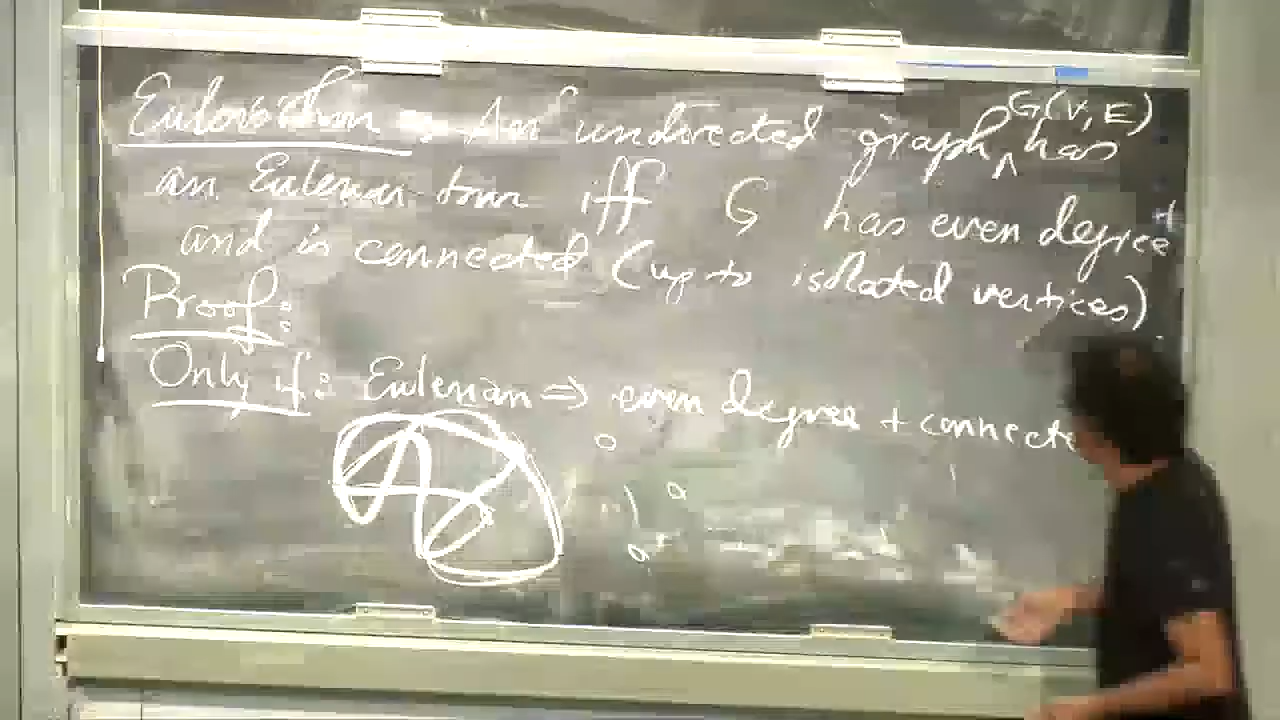 Euler's thm : An undirected graph G(V,E) has
an Eulerian tour iff G has even degree
and is connected (up to isolated vertices)
Proof:
Only if: Eulerian ⇒ even degree + connecte